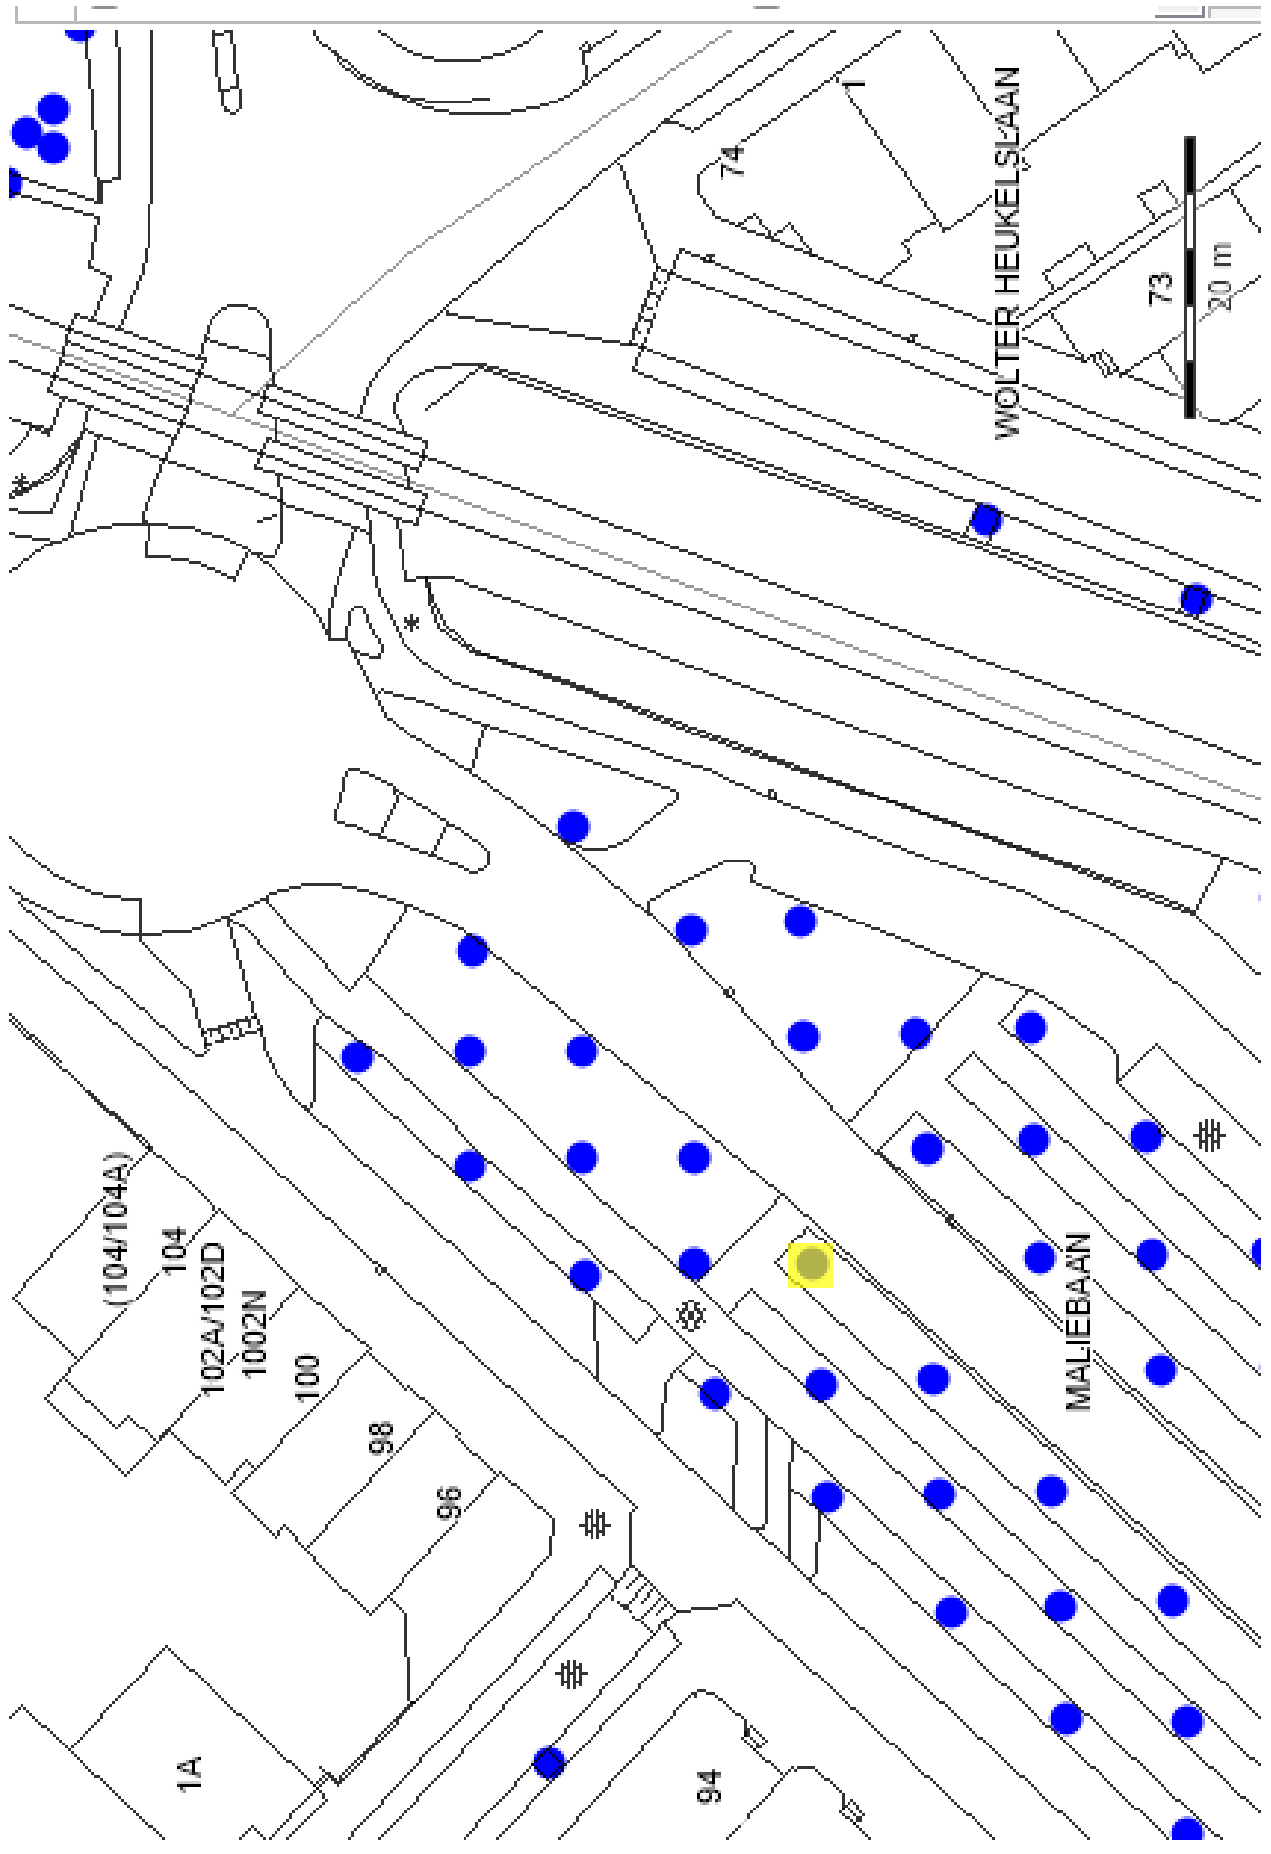 1
74
WOLTER HEUKELSLAAN
73
20 m
(104/104A)
104
102A/102D
1002N
100
98
96
MALIEBAAN
1A
94